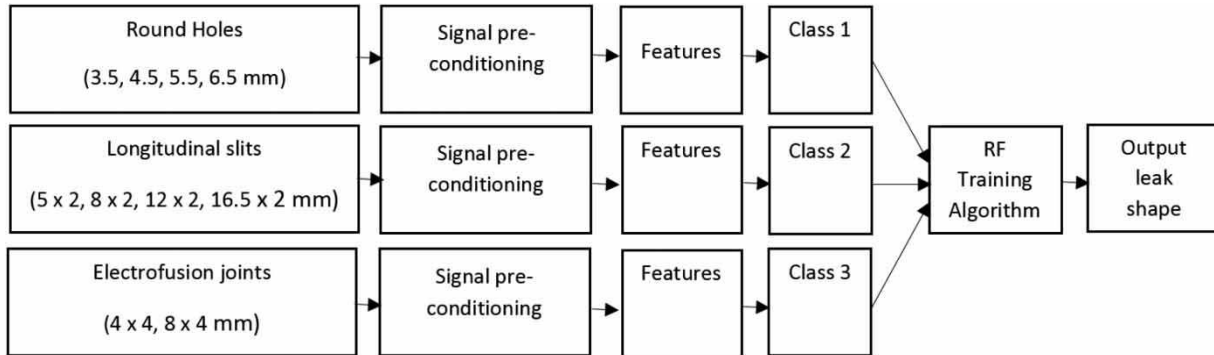 Round Holes
(3.5, 4.5, 5.5, 6.5 mm)
Signal pre-
conditioning
Features
Class 1
Longitudinal slits
(5 x 2, 8 x 2, 12 x 2, 16.5 x 2 mm)
Signal pre-
conditioning
Features
Class 2
Electrofusion joints
(4 x 4, 8 x 4 mm)
Signal pre-
conditioning
Features
Class 3
RF
Training
Algorithm
Output
leak
shape